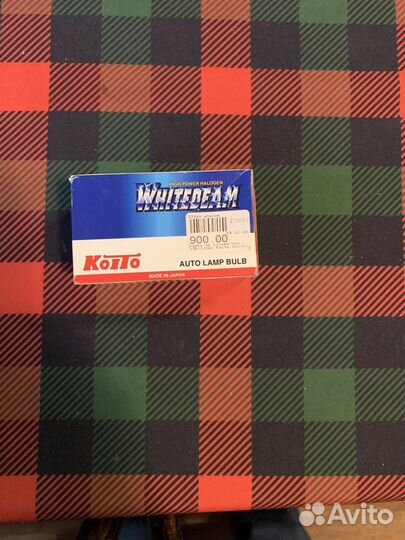 HIGH POWER HALOGEN
WHITEBEAM
900.00
KOITO
AUTO LAMP BULB
MADE IN JAPAN
Avito